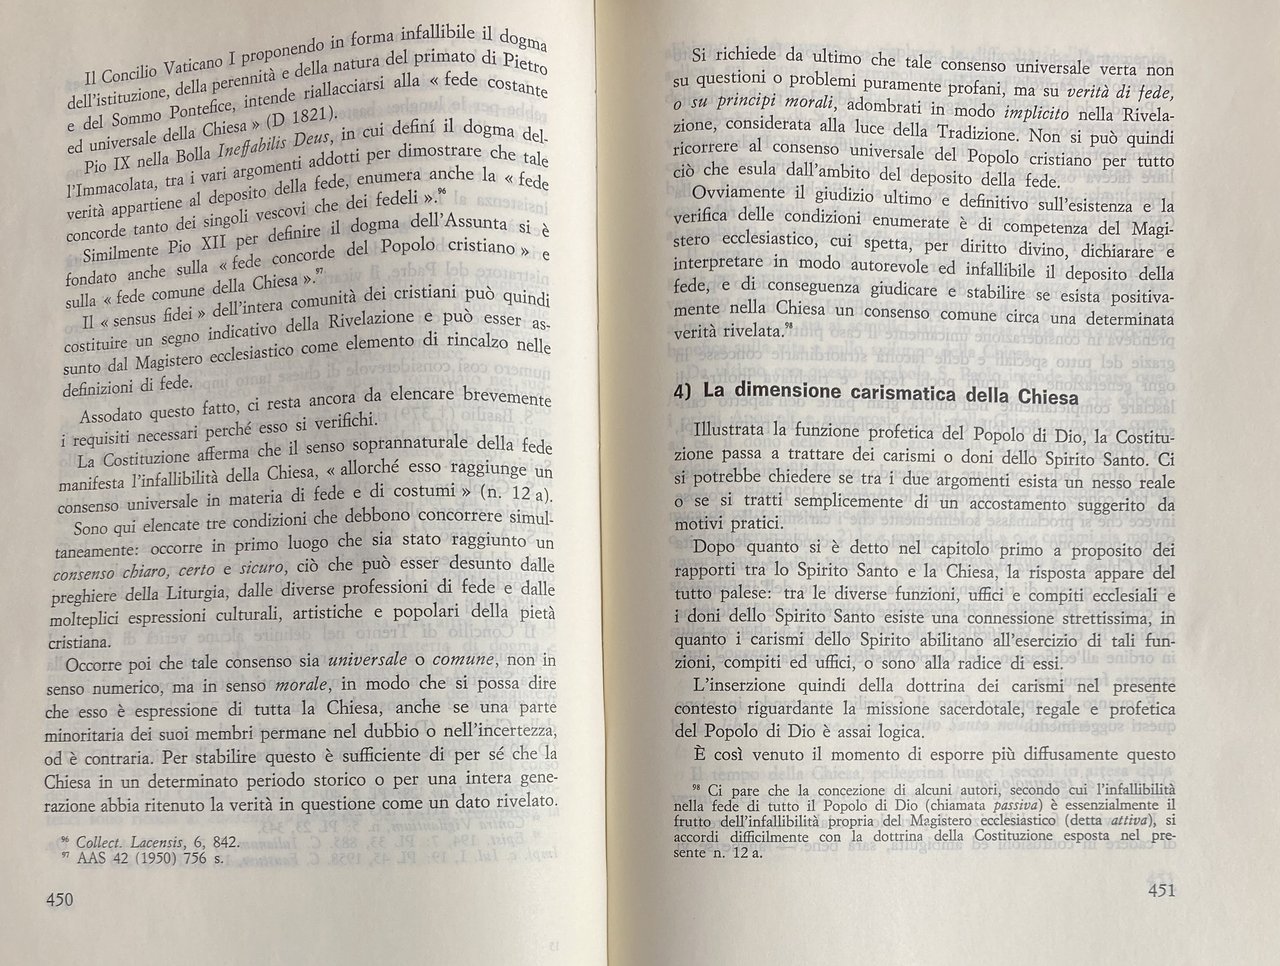 Il Concilio Vaticano I proponendo in forma infallibile il dogma
dell'istituzione, della perennità e della natura del primato di Pietro
e del Sommo Pontefice, intende riallacciarsi alla « fede costante
ed universale della Chiesa » (D 1821).
Pio IX nella Bolla Ineffabilis Deus, in cui definí il dogma del-
l'Immacolata, tra i vari argomenti addotti per dimostrare che tale
verità appartiene al deposito della fede, enumera anche la « fede
concorde tanto dei singoli vescovi che dei fedeli ».⁹⁶
Similmente Pio XII per definire il dogma dell'Assunta si è
fondato anche sulla « fede concorde del Popolo cristiano » e
sulla « fede comune della Chiesa ».⁹⁷
Il « sensus fidei » dell'intera comunità dei cristiani può quindi
costituire un segno indicativo della Rivelazione e può esser as-
sunto dal Magistero ecclesiastico come elemento di rincalzo nelle
definizioni di fede.
Assodato questo fatto, ci resta ancora da elencare brevemente
i requisiti necessari perché esso si verifichi.
La Costituzione afferma che il senso soprannaturale della fede
manifesta l'infallibilità della Chiesa, « allorché esso raggiunge un
consenso universale in materia di fede e di costumi » (n. 12 a).
Sono qui elencate tre condizioni che debbono concorrere simul-
taneamente: occorre in primo luogo che sia stato raggiunto un
consenso chiaro, certo e sicuro, ciò che può esser desunto dalle
preghiere della Liturgia, dalle diverse professioni di fede e dalle
molteplici espressioni culturali, artistiche e popolari della pietà
cristiana.
Occorre poi che tale consenso sia universale o comune, non in
senso numerico, ma in senso morale, in modo che si possa dire
che esso è espressione di tutta la Chiesa, anche se una parte
minoritaria dei suoi membri permane nel dubbio o nell'incertezza,
od è contraria. Per stabilire questo è sufficiente di per sé che la
Chiesa in un determinato periodo storico o per una intera gene-
razione abbia ritenuto la verità in questione come un dato rivelato.
⁹⁶ Collect. Lacensis, 6, 842.
⁹⁷ AAS 42 (1950) 756 s.
450
Si richiede da ultimo che tale consenso universale verta non
su questioni o problemi puramente profani, ma su verità di fede,
o su principi morali, adombrati in modo implicito nella Rivela-
zione, considerata alla luce della Tradizione. Non si può quindi
ricorrere al consenso universale del Popolo cristiano per tutto
ciò che esula dall'ambito del deposito della fede.
Ovviamente il giudizio ultimo e definitivo sull'esistenza e la
verifica delle condizioni enumerate è di competenza del Magi-
stero ecclesiastico, cui spetta, per diritto divino, dichiarare e
interpretare in modo autorevole ed infallibile il deposito della
fede, e di conseguenza giudicare e stabilire se esista positiva-
mente nella Chiesa un consenso comune circa una determinata
verità rivelata.⁹⁸
4) La dimensione carismatica della Chiesa
Illustrata la funzione profetica del Popolo di Dio, la Costitu-
zione passa a trattare dei carismi o doni dello Spirito Santo. Ci
si potrebbe chiedere se tra i due argomenti esista un nesso reale
o se si tratti semplicemente di un accostamento suggerito da
motivi pratici.
Dopo quanto si è detto nel capitolo primo a proposito dei
rapporti tra lo Spirito Santo e la Chiesa, la risposta appare del
tutto palese: tra le diverse funzioni, uffici e compiti ecclesiali e
i doni dello Spirito Santo esiste una connessione strettissima, in
quanto i carismi dello Spirito abilitano all'esercizio di tali fun-
zioni, compiti ed uffici, o sono alla radice di essi.
L'inserzione quindi della dottrina dei carismi nel presente
contesto riguardante la missione sacerdotale, regale e profetica
del Popolo di Dio è assai logica.
È così venuto il momento di esporre più diffusamente questo
⁹⁸ Ci pare che la concezione di alcuni autori, secondo cui l'infallibilità
nella fede di tutto il Popolo di Dio (chiamata passiva) è essenzialmente il
frutto dell'infallibilità propria del Magistero ecclesiastico (detta attiva), si
accordi difficilmente con la dottrina della Costituzione esposta nel pre-
sente n. 12 a.
451